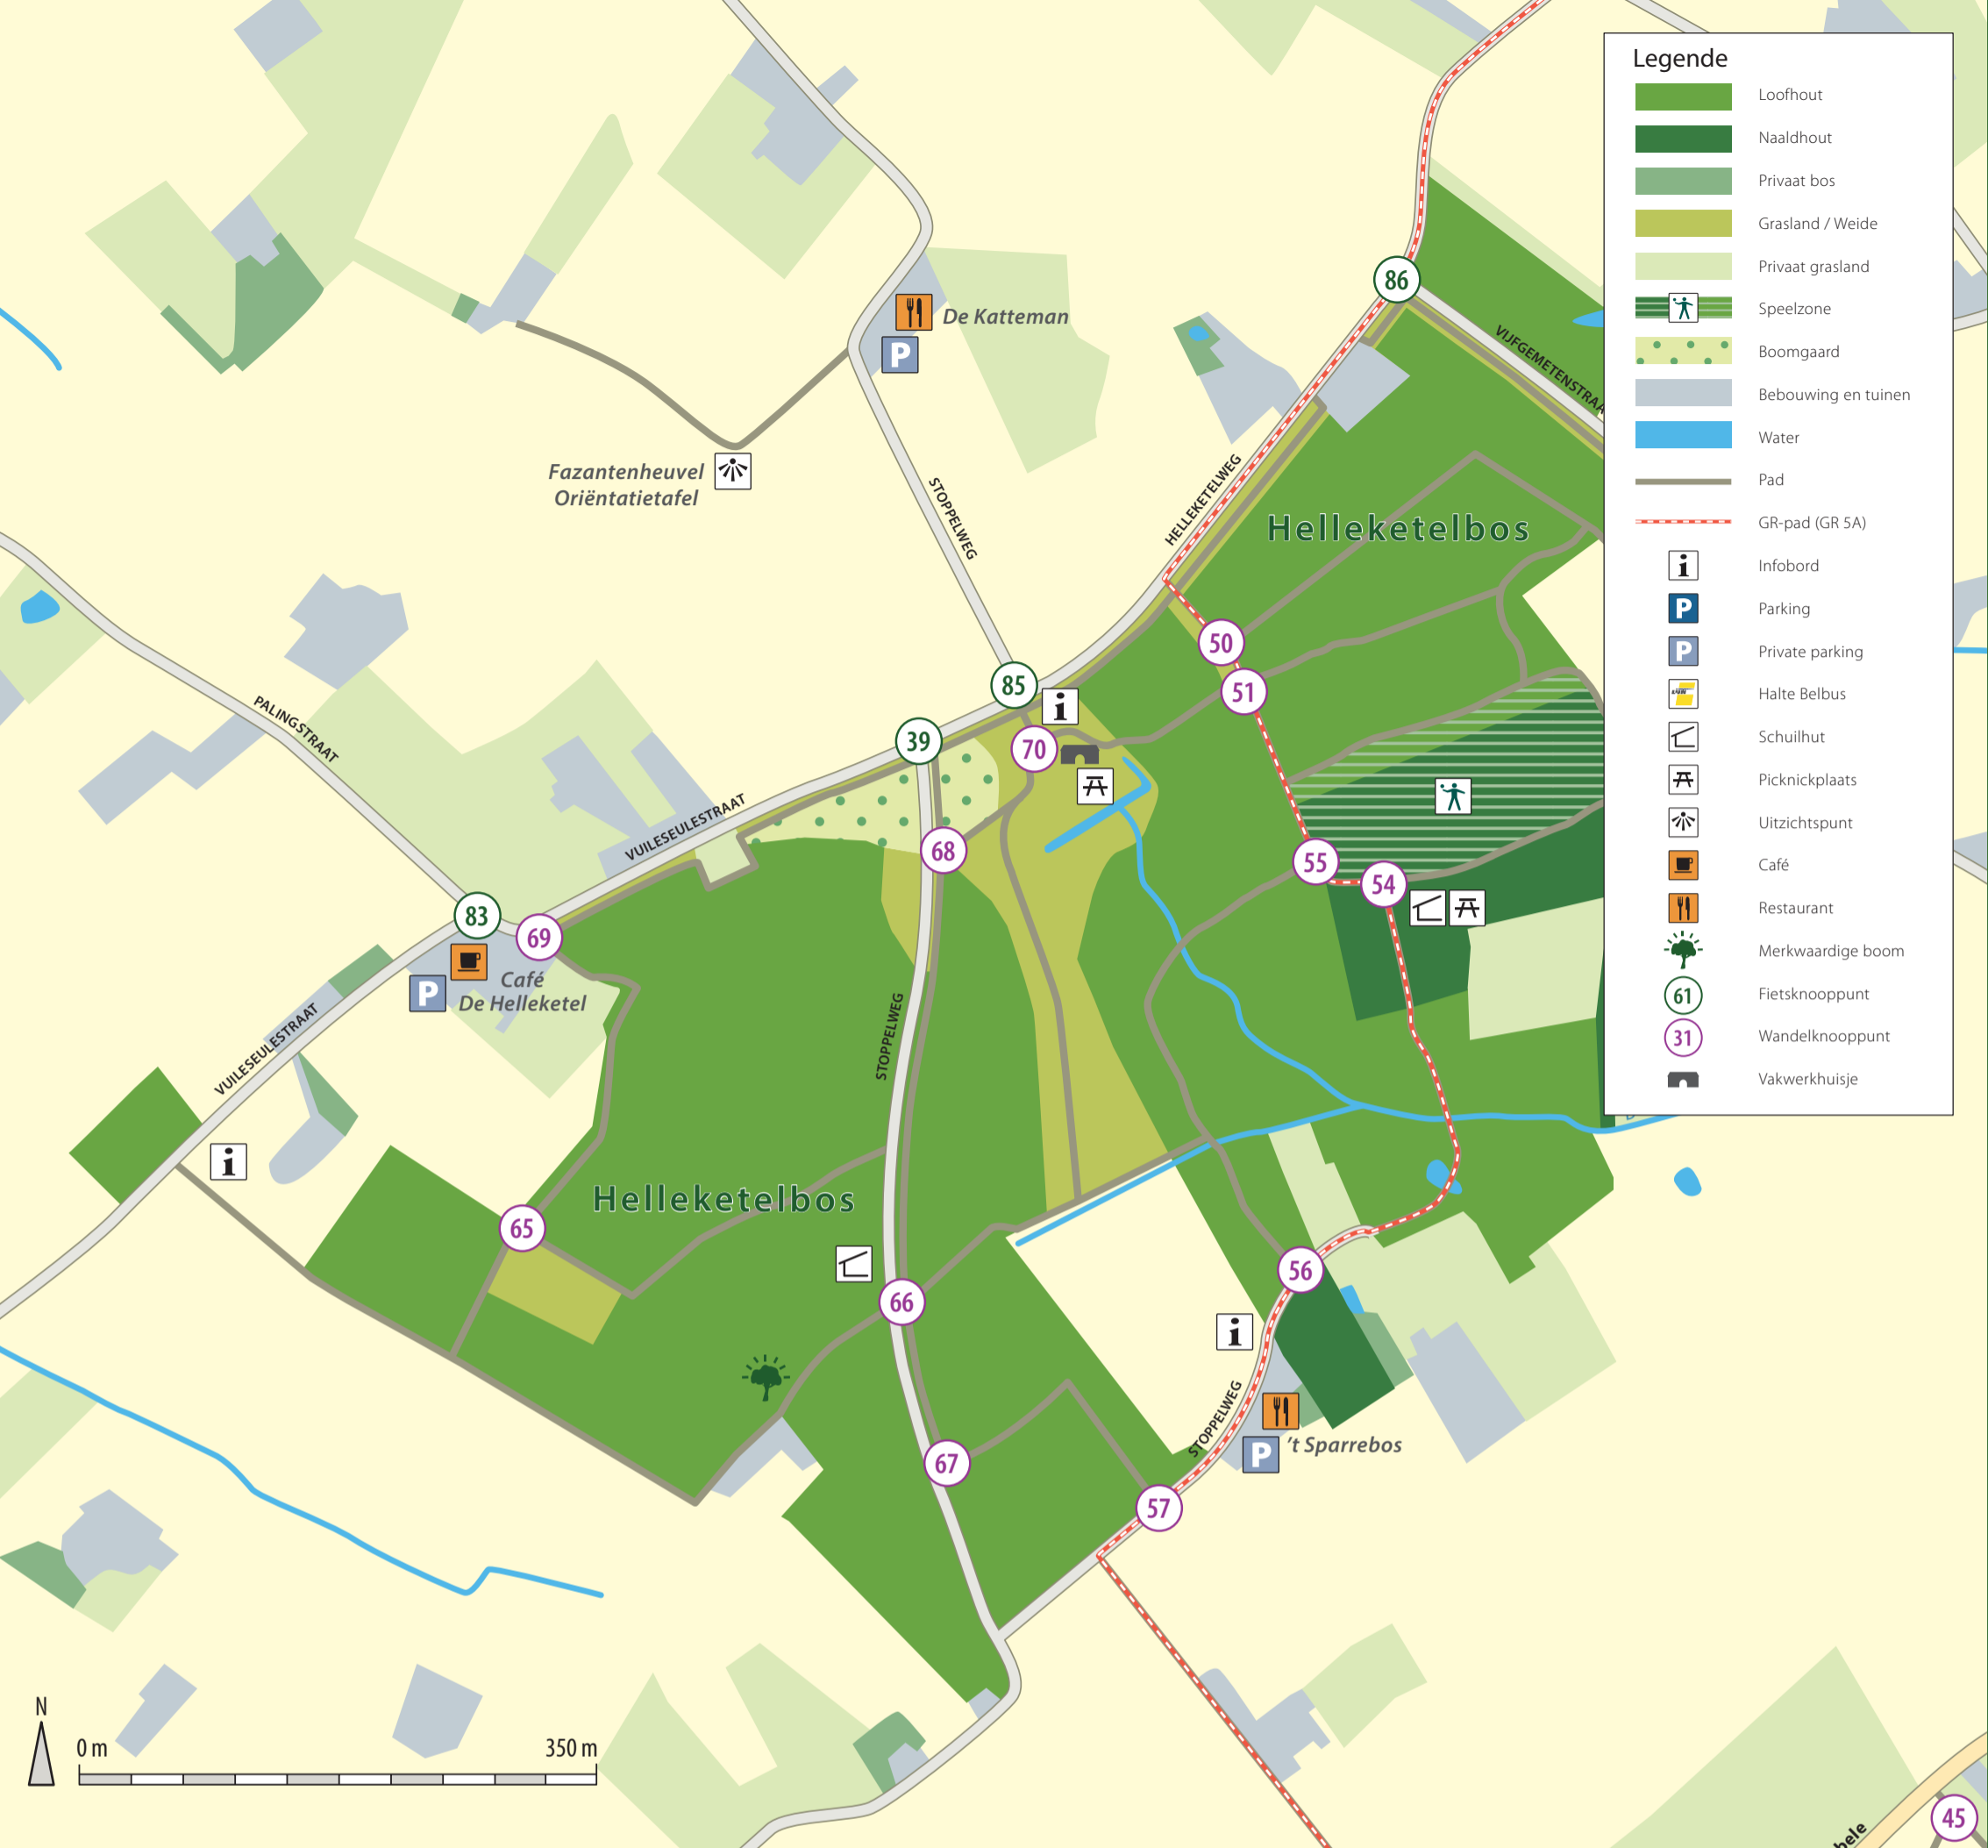 Legende
Loofhout
Naaldhout
Privaat bos
Grasland / Weide
Privaat grasland
Speelzone
Boomgaard
Bebouwing en tuinen
Water
Pad
GR-pad (GR 5A)
i Infobord
P Parking
P Private parking
Halte Belbus
Schuilhut
Picknickplaats
Uitzichtspunt
Café
Restaurant
Merkwaardige boom
61 Fietsknooppunt
31 Wandelknooppunt
Vakwerkhuisje
86
De Katteman
P
VIJFGEMETENSTRAA
Fazantenheuvel
Oriëntatietafel
STOPPELWEG
HELLEKETELWEG
Helleketelbos
50
85
51
i
PALINGSTRAAT
39
70
VUILESEULESTRAAT
68
55
54
83
69
Café
De Helleketel
P
STOPPELWEG
VUILESEULESTRAAT
i
Helleketelbos
65
66
56
i
STOPPELWEG
't Sparrebos
P
67
57
N
0 m
350 m
45
bele